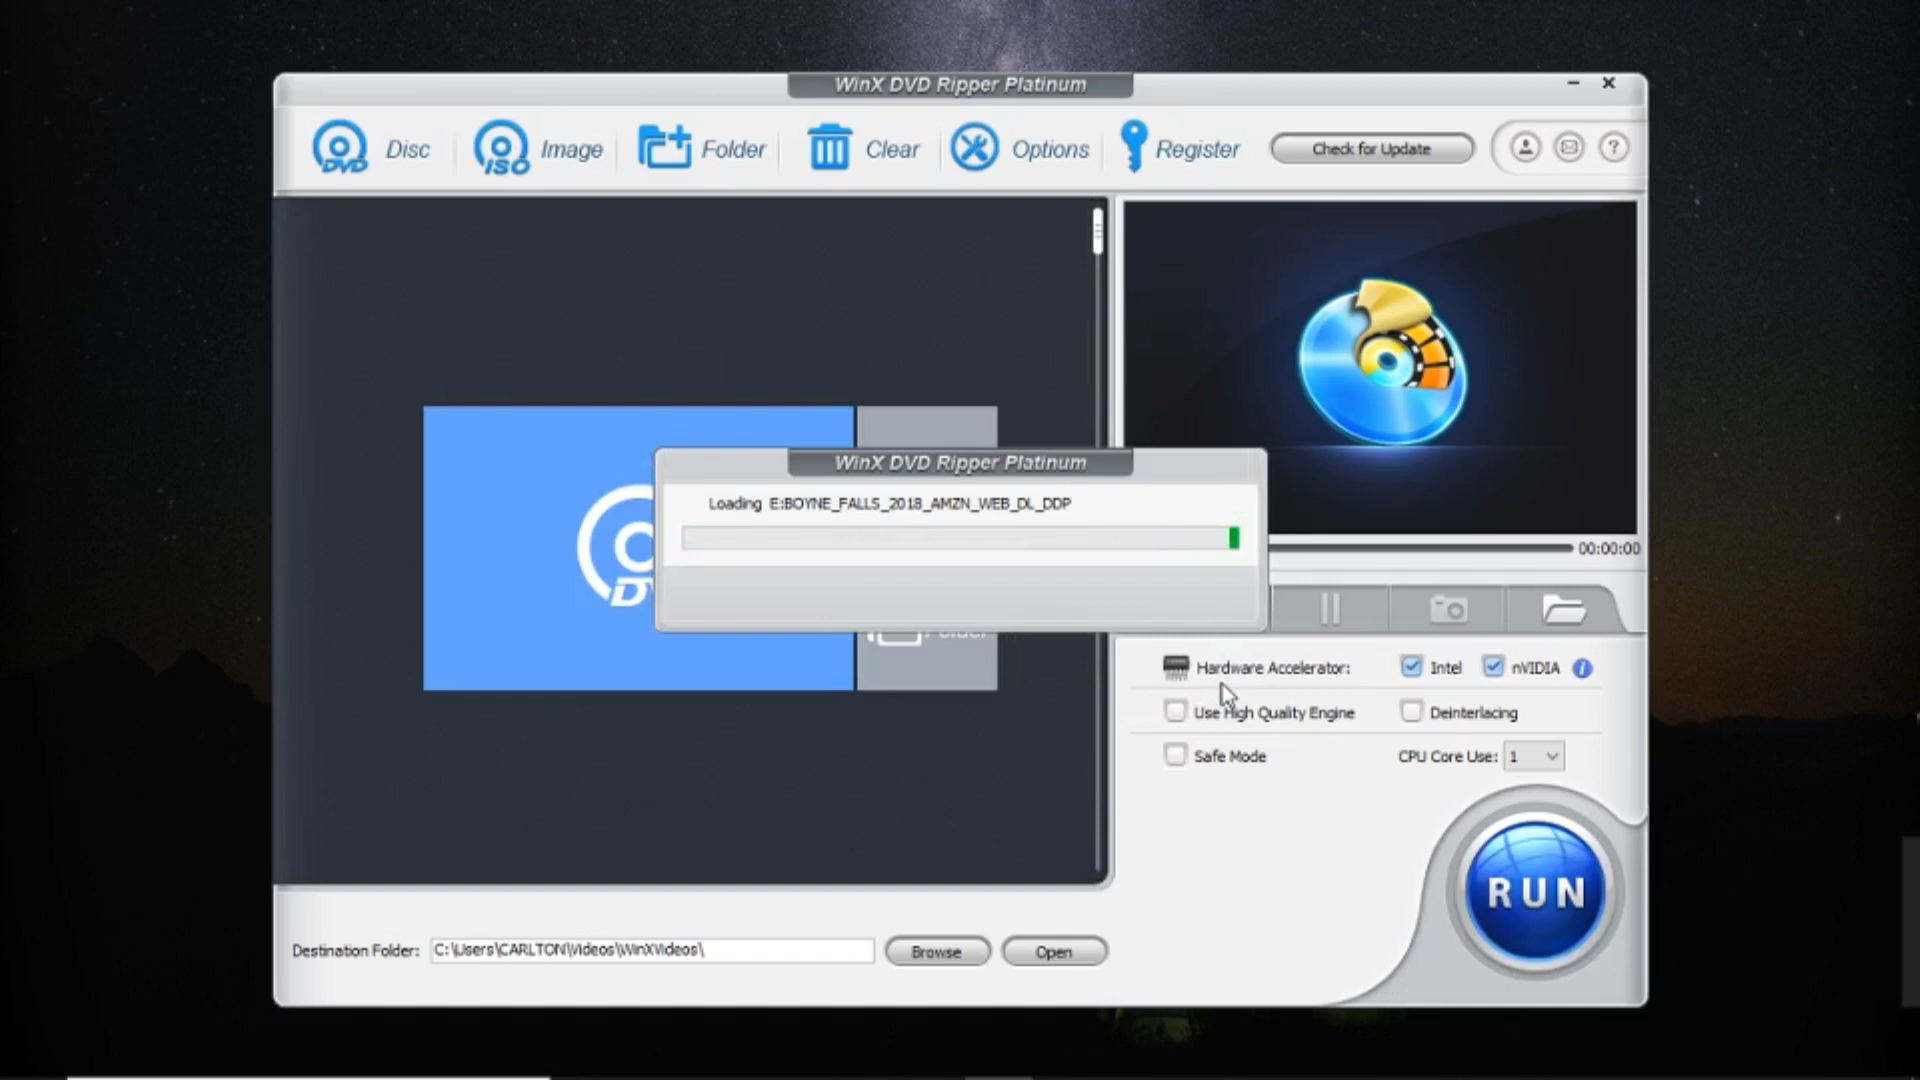 WinX DVD Ripper Platinum
DVD Disc
ISO Image
Folder
Clear
Options
Register
Check for Update
?
WinX DVD Ripper Platinum
Loading E:BOYNE_FALLS_2018_AMZN_WEB_DL_DDP
00:00:00
Hardware Accelerator:
Intel
nVIDIA
i
Use High Quality Engine
Deinterlacing
Safe Mode
CPU Core Use: 1
RUN
Destination Folder: C:\Users\CARLTON\Videos\WinXVideos\
Browse
Open